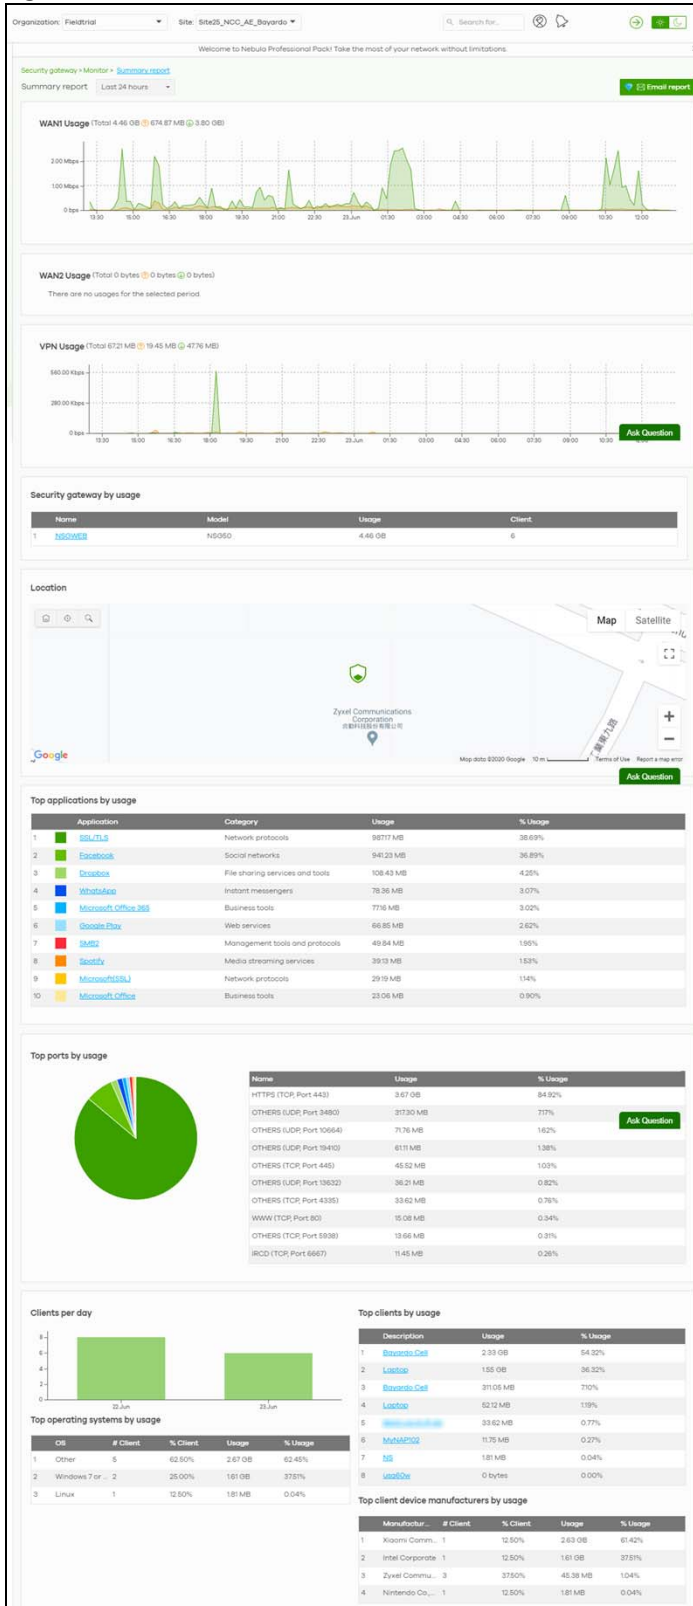 Organization: Fieldtrial Site: Site25_NCC_AE_Bayardo Search for...
Welcome to Nebula Professional Pack! Take the most of your network without limitations.
Security gateway > Monitor > Summary report
Summary report Last 24 hours Email report
WAN1 Usage (Total 4.46 GB 674.87 MB 3.80 GB)
2.00 Mbps
1.00 Mbps
0 bps
13:30 15:00 16:30 18:00 19:30 21:00 22:30 23.Jun 01:30 03:00 04:30 06:00 07:30 09:00 10:30 12:00
WAN2 Usage (Total 0 bytes 0 bytes 0 bytes)
There are no usages for the selected period.
VPN Usage (Total 67.21 MB 19.45 MB 47.76 MB)
560.00 Kbps
280.00 Kbps
0 bps
13:30 15:00 16:30 18:00 19:30 21:00 22:30 23.Jun 01:30 03:00 04:30 06:00 07:30 09:00 10:30
Ask Question
Security gateway by usage
Name Model Usage Client
1 NSGWEB NSG50 4.46 GB 6
Location
Map Satellite
Zyxel Communications
Corporation
Google
Map data ©2020 Google 10 m Terms of Use Report a map error
Ask Question
Top applications by usage
Application Category Usage % Usage
1 SSL/TLS Network protocols 987.17 MB 38.69%
2 Facebook Social networks 941.23 MB 36.89%
3 Dropbox File sharing services and tools 108.43 MB 4.25%
4 WhatsApp Instant messengers 78.36 MB 3.07%
5 Microsoft Office 365 Business tools 77.16 MB 3.02%
6 Google Play Web services 66.85 MB 2.62%
7 SMB2 Management tools and protocols 49.84 MB 1.95%
8 Spotify Media streaming services 39.13 MB 1.53%
9 Microsoft(SSL) Network protocols 29.19 MB 1.14%
10 Microsoft Office Business tools 23.06 MB 0.90%
Top ports by usage
Name Usage % Usage
HTTPS (TCP, Port 443) 3.67 GB 84.92%
OTHERS (UDP, Port 3480) 317.30 MB 7.17%
OTHERS (UDP, Port 10664) 71.76 MB 1.62%
Ask Question
OTHERS (UDP, Port 19410) 61.11 MB 1.38%
OTHERS (TCP, Port 445) 45.52 MB 1.03%
OTHERS (UDP, Port 13632) 36.21 MB 0.82%
OTHERS (TCP, Port 4335) 33.62 MB 0.76%
WWW (TCP, Port 80) 15.08 MB 0.34%
OTHERS (TCP, Port 5938) 13.66 MB 0.31%
IRCD (TCP, Port 6667) 11.45 MB 0.26%
Clients per day
8
6
4
2
0
22.Jun 23.Jun
Top operating systems by usage
OS # Client % Client Usage % Usage
1 Other 5 62.50% 2.67 GB 62.45%
2 Windows 7 or ... 2 25.00% 1.61 GB 37.51%
3 Linux 1 12.50% 1.81 MB 0.04%
Top clients by usage
Description Usage % Usage
1 Bayardo Cell 2.33 GB 54.32%
2 Laptop 1.55 GB 36.32%
3 Bayardo Cell 311.05 MB 7.10%
4 Laptop 52.12 MB 1.19%
5 33.62 MB 0.77%
6 MyNAP102 11.75 MB 0.27%
7 NS 1.81 MB 0.04%
8 usg60w 0 bytes 0.00%
Top client device manufacturers by usage
Manufactur... # Client % Client Usage % Usage
1 Xiaomi Comm... 1 12.50% 2.63 GB 61.42%
2 Intel Corporate 1 12.50% 1.61 GB 37.51%
3 Zyxel Commu... 3 37.50% 45.38 MB 1.04%
4 Nintendo Co.,... 1 12.50% 1.81 MB 0.04%